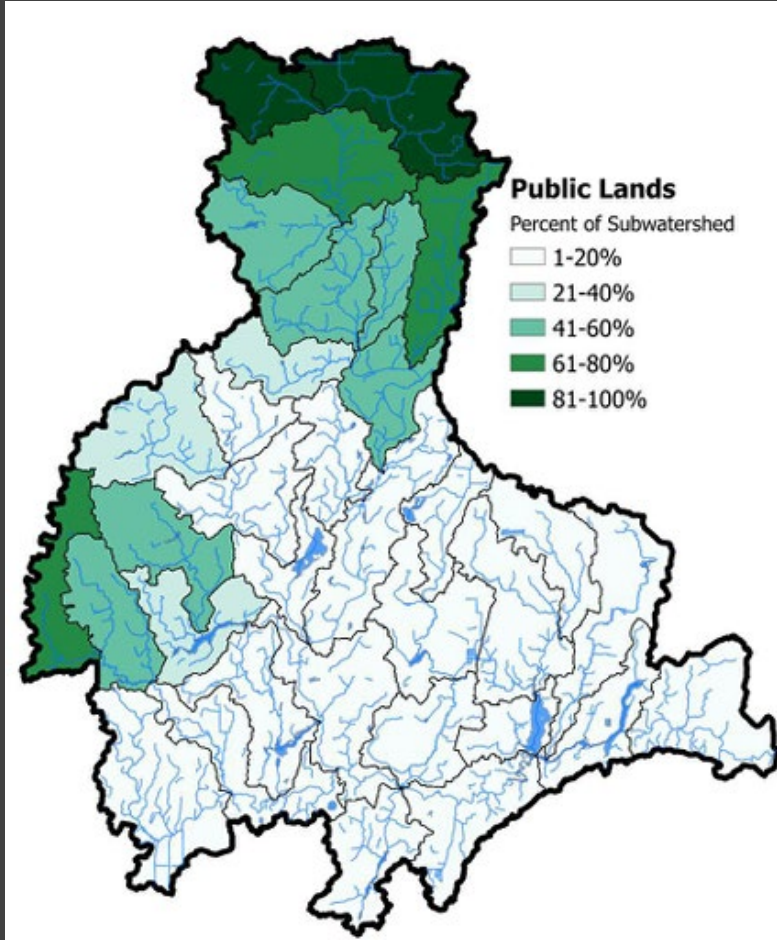 Public Lands
Percent of Subwatershed
1-20%
21-40%
41-60%
61-80%
81-100%